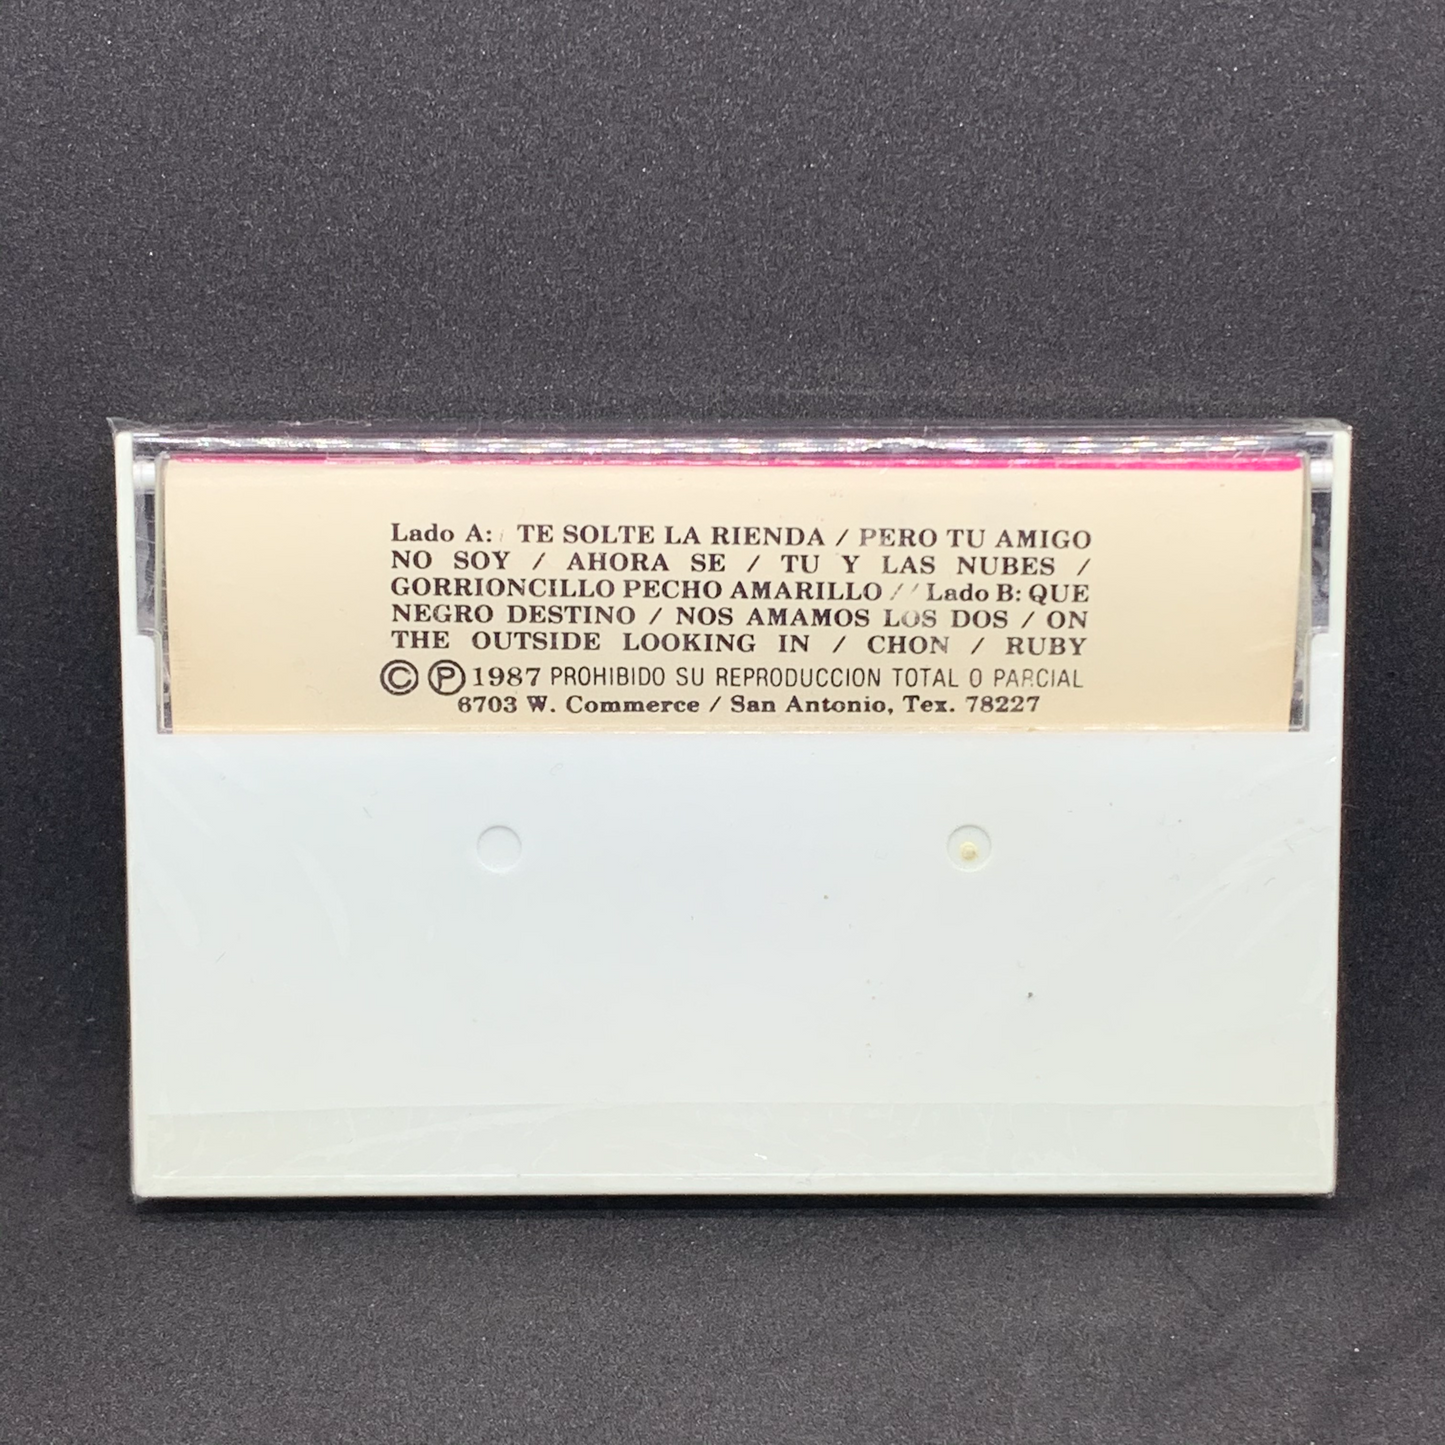 Lado A: TE SOLTE LA RIENDA / PERO TU AMIGO
NO SOY / AHORA SE / TU Y LAS NUBES /
GORRIONCILLO PECHO AMARILLO // Lado B: QUE
NEGRO DESTINO / NOS AMAMOS LOS DOS / ON
THE OUTSIDE LOOKING IN / CHON / RUBY
© ℗ 1987 PROHIBIDO SU REPRODUCCION TOTAL O PARCIAL
6703 W. Commerce / San Antonio, Tex. 78227